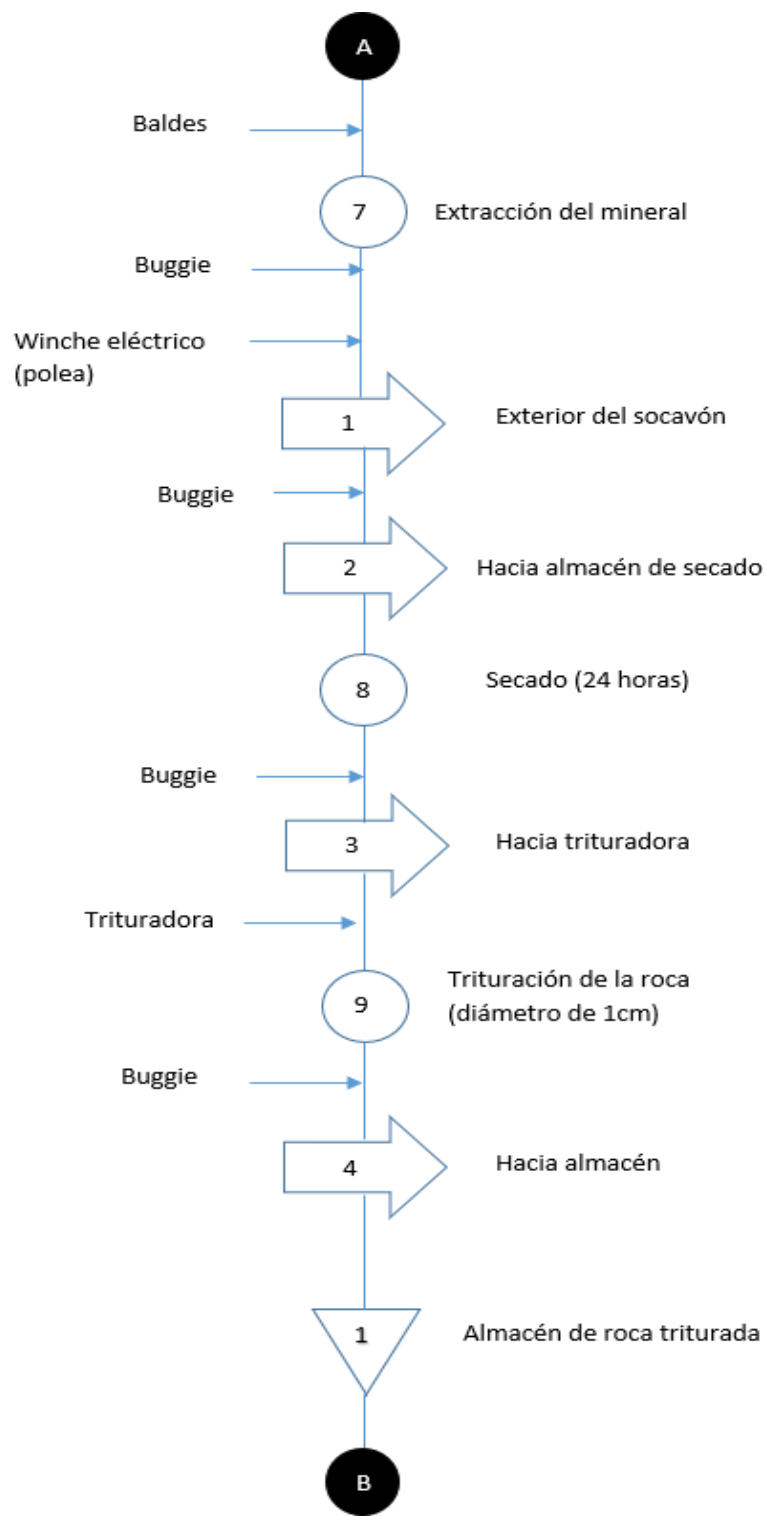 A
Baldes
7
Extracción del mineral
Buggie
Winche eléctrico
(polea)
1
Exterior del socavón
Buggie
2
Hacia almacén de secado
8
Secado (24 horas)
Buggie
3
Hacia trituradora
Trituradora
9
Trituración de la roca
(diámetro de 1cm)
Buggie
4
Hacia almacén
1
Almacén de roca triturada
B